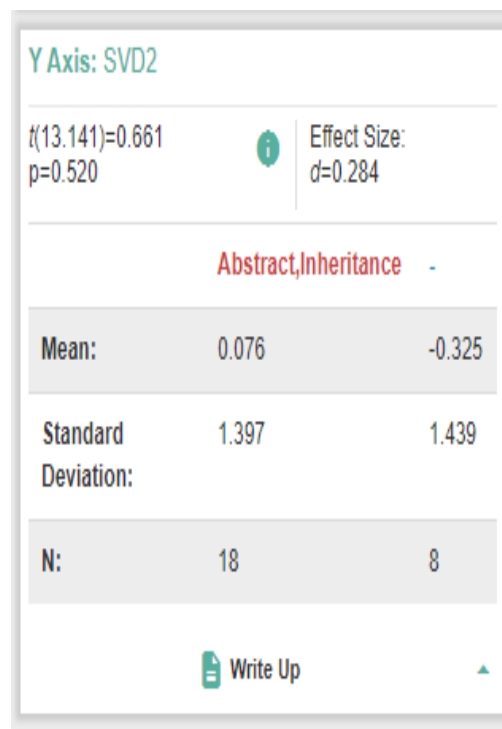 Y Axis: SVD2
t(13.141)=0.661
p=0.520
Effect Size:
d=0.284
Abstract,Inheritance -
Mean: 0.076 -0.325
Standard Deviation: 1.397 1.439
N: 18 8
Write Up